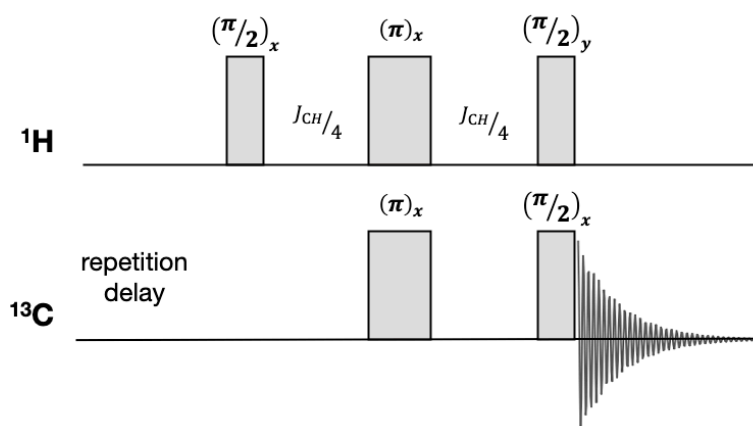 (π/2)x (π)x (π/2)y
JCH/4 JCH/4
¹H
(π)x (π/2)x
repetition
delay
¹³C